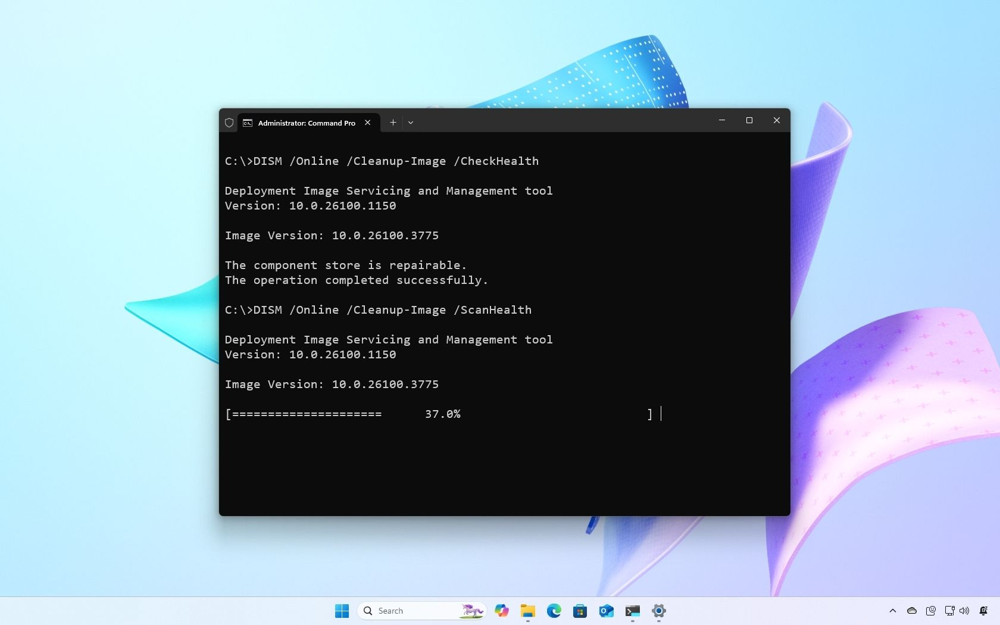 Administrator: Command Pro
C:\>DISM /Online /Cleanup-Image /CheckHealth
Deployment Image Servicing and Management tool
Version: 10.0.26100.1150
Image Version: 10.0.26100.3775
The component store is repairable.
The operation completed successfully.
C:\>DISM /Online /Cleanup-Image /ScanHealth
Deployment Image Servicing and Management tool
Version: 10.0.26100.1150
Image Version: 10.0.26100.3775
[=====================      37.0%                          ]
Search